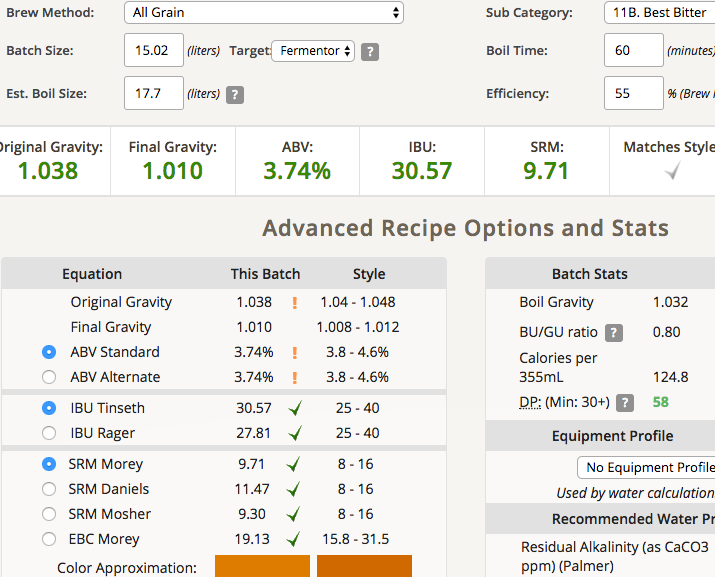 Brew Method: All Grain Sub Category: 11B. Best Bitter
Batch Size: 15.02 (liters) Target: Fermentor ? Boil Time: 60 (minutes)
Est. Boil Size: 17.7 (liters) ? Efficiency: 55 % (Brew
Original Gravity: Final Gravity: ABV: IBU: SRM: Matches Style
1.038 1.010 3.74% 30.57 9.71
Advanced Recipe Options and Stats
Equation This Batch Style Batch Stats
Original Gravity 1.038 ! 1.04 - 1.048 Boil Gravity 1.032
Final Gravity 1.010 1.008 - 1.012
BU/GU ratio ? 0.80
ABV Standard 3.74% ! 3.8 - 4.6%
Calories per
ABV Alternate 3.74% ! 3.8 - 4.6% 355mL 124.8
IBU Tinseth 30.57 25 - 40 DP: (Min: 30+) ? 58
IBU Rager 27.81 25 - 40 Equipment Profile
SRM Morey 9.71 8 - 16 No Equipment Profile
SRM Daniels 11.47 8 - 16 Used by water calculation
SRM Mosher 9.30 8 - 16 Recommended Water Pr
EBC Morey 19.13 15.8 - 31.5 Residual Alkalinity (as CaCO3
Color Approximation: ppm) (Palmer)